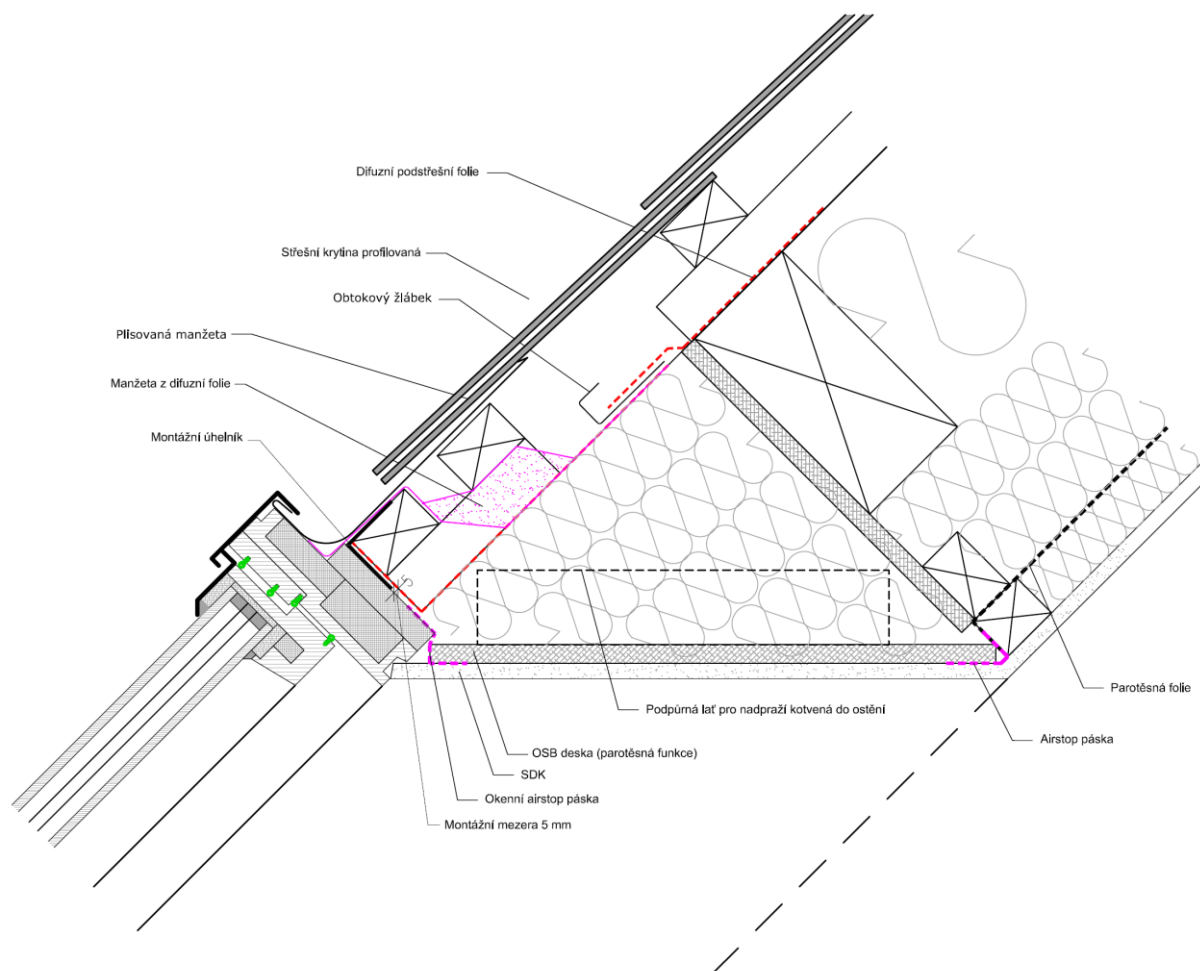 Difuzní podstřešní folie
Střešní krytina profilovaná
Obtokový žlábek
Plisovaná manžeta
Manžeta z difuzní folie
Montážní úhelník
5
Parotěsná folie
Podpůrná lať pro nadpraží kotvená do ostění
Airstop páska
OSB deska (parotěsná funkce)
SDK
Okenní airstop páska
Montážní mezera 5 mm